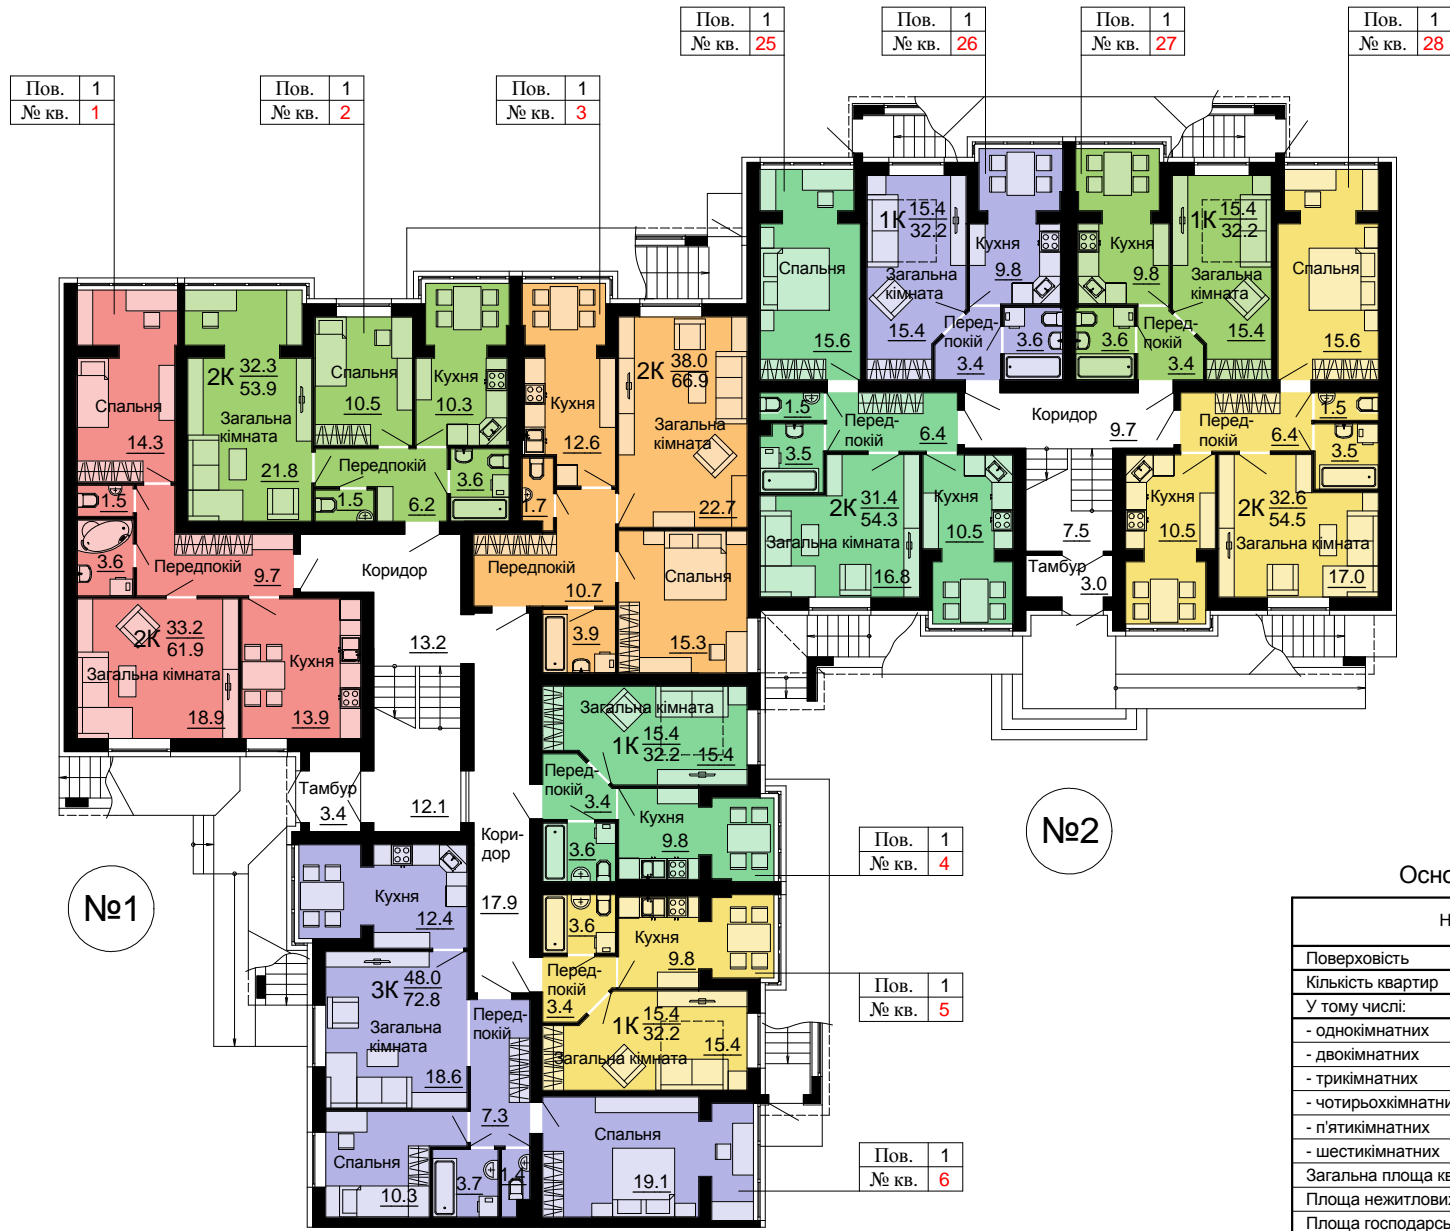 Пов. 1
№ кв. 25
Пов. 1
№ кв. 26
Пов. 1
№ кв. 27
Пов. 1
№ кв. 28
Пов. 1
№ кв. 1
Пов. 1
№ кв. 2
Пов. 1
№ кв. 3
Спальня
14.3
1.5
3.6
Передпокій
9.7
2К 33.2
61.9
Загальна кімната
18.9
Кухня
13.9
2К 32.3
53.9
Загальна
кімната
21.8
Спальня
10.5
Кухня
10.3
Передпокій
1.5
6.2
3.6
Кухня
12.6
2К 38.0
66.9
Загальна
кімната
22.7
1.7
Передпокій
10.7
3.9
Спальня
15.3
Коридор
13.2
12.1
Тамбур
3.4
Кори-
дор
17.9
Загальна кімната
1К 15.4
32.2
15.4
Перед-
покій
3.4
Кухня
9.8
3.6
3.6
Кухня
9.8
Перед-
покій
3.4
1К 15.4
32.2
Загальна кімната
15.4
Кухня
12.4
3К 48.0
72.8
Загальна
кімната
18.6
Перед-
покій
7.3
Спальня
10.3
3.7
1.4
Спальня
19.1
Спальня
15.6
1К 15.4
32.2
Загальна
кімната
15.4
Кухня
9.8
Перед-
покій
3.4
3.6
Кухня
9.8
3.6
Перед-
покій
3.4
1К 15.4
32.2
Загальна
кімната
15.4
Спальня
15.6
1.5
3.5
Перед-
покій
6.4
2К 31.4
54.3
Загальна кімната
16.8
Кухня
10.5
Коридор
9.7
7.5
Тамбур
3.0
Перед-
покій
6.4
1.5
3.5
Кухня
10.5
2К 32.6
54.5
Загальна кімната
17.0
№1
№2
Пов. 1
№ кв. 4
Пов. 1
№ кв. 5
Пов. 1
№ кв. 6
Осно
Н
Поверховість
Кількість квартир
У тому числі:
- однокімнатних
- двокімнатних
- трикімнатних
- чотирьохкімнатни
- п'ятикімнатних
- шестикімнатних
Загальна площа кв
Площа нежитлових
Площа господарсь